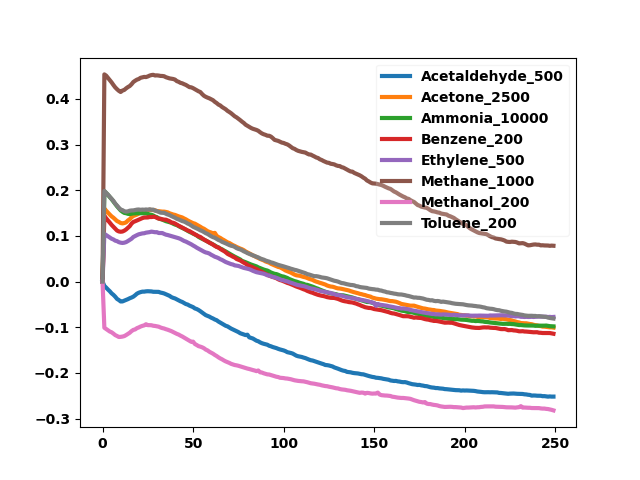 Acetaldehyde_500
Acetone_2500
Ammonia_10000
Benzene_200
Ethylene_500
Methane_1000
Methanol_200
Toluene_200
0.4
0.3
0.2
0.1
0.0
−0.1
−0.2
−0.3
0 50 100 150 200 250